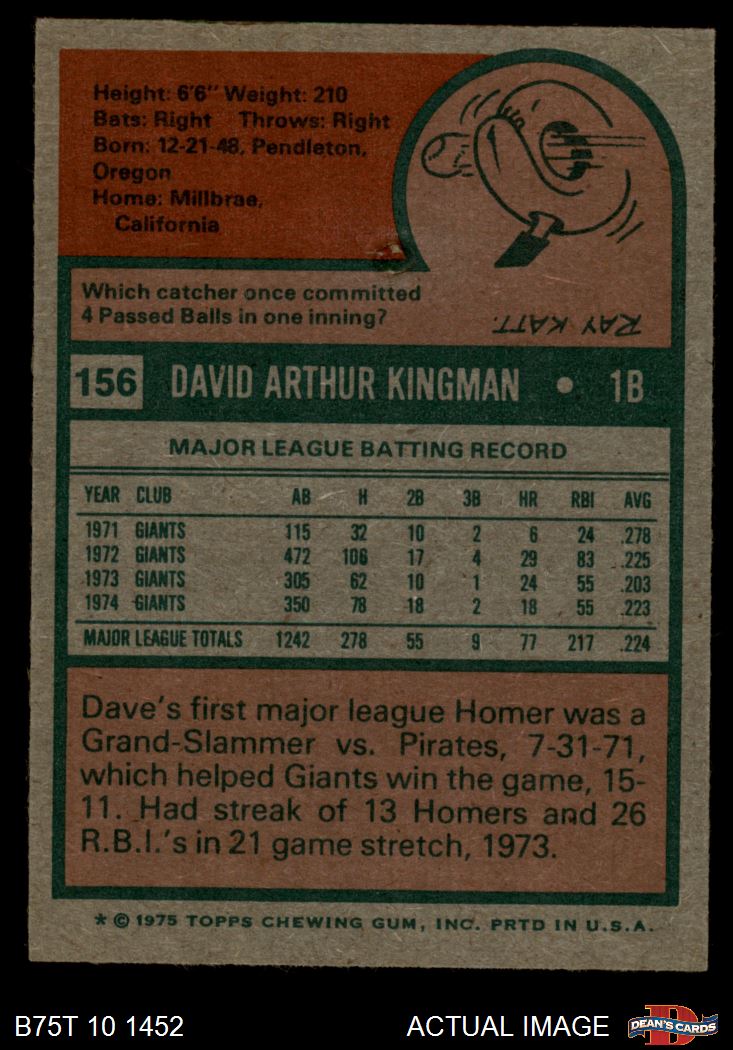 Height: 6'6" Weight: 210
Bats: Right Throws: Right
Born: 12-21-48, Pendleton,
Oregon
Home: Millbrae,
California
Which catcher once committed
4 Passed Balls in one inning?
RAY KATT.
156 DAVID ARTHUR KINGMAN • 1B
MAJOR LEAGUE BATTING RECORD
YEAR CLUB AB H 2B 3B HR RBI AVG
1971 GIANTS 115 32 10 2 6 24 .278
1972 GIANTS 472 106 17 4 29 83 .225
1973 GIANTS 305 62 10 1 24 55 .203
1974 GIANTS 350 78 18 2 18 55 .223
MAJOR LEAGUE TOTALS 1242 278 55 9 77 217 .224
Dave's first major league Homer was a
Grand-Slammer vs. Pirates, 7-31-71,
which helped Giants win the game, 15-
11. Had streak of 13 Homers and 26
R.B.I.'s in 21 game stretch, 1973.
* © 1975 TOPPS CHEWING GUM, INC. PRTD IN U.S.A.
B75T 10 1452 ACTUAL IMAGE D DEAN'S CARDS